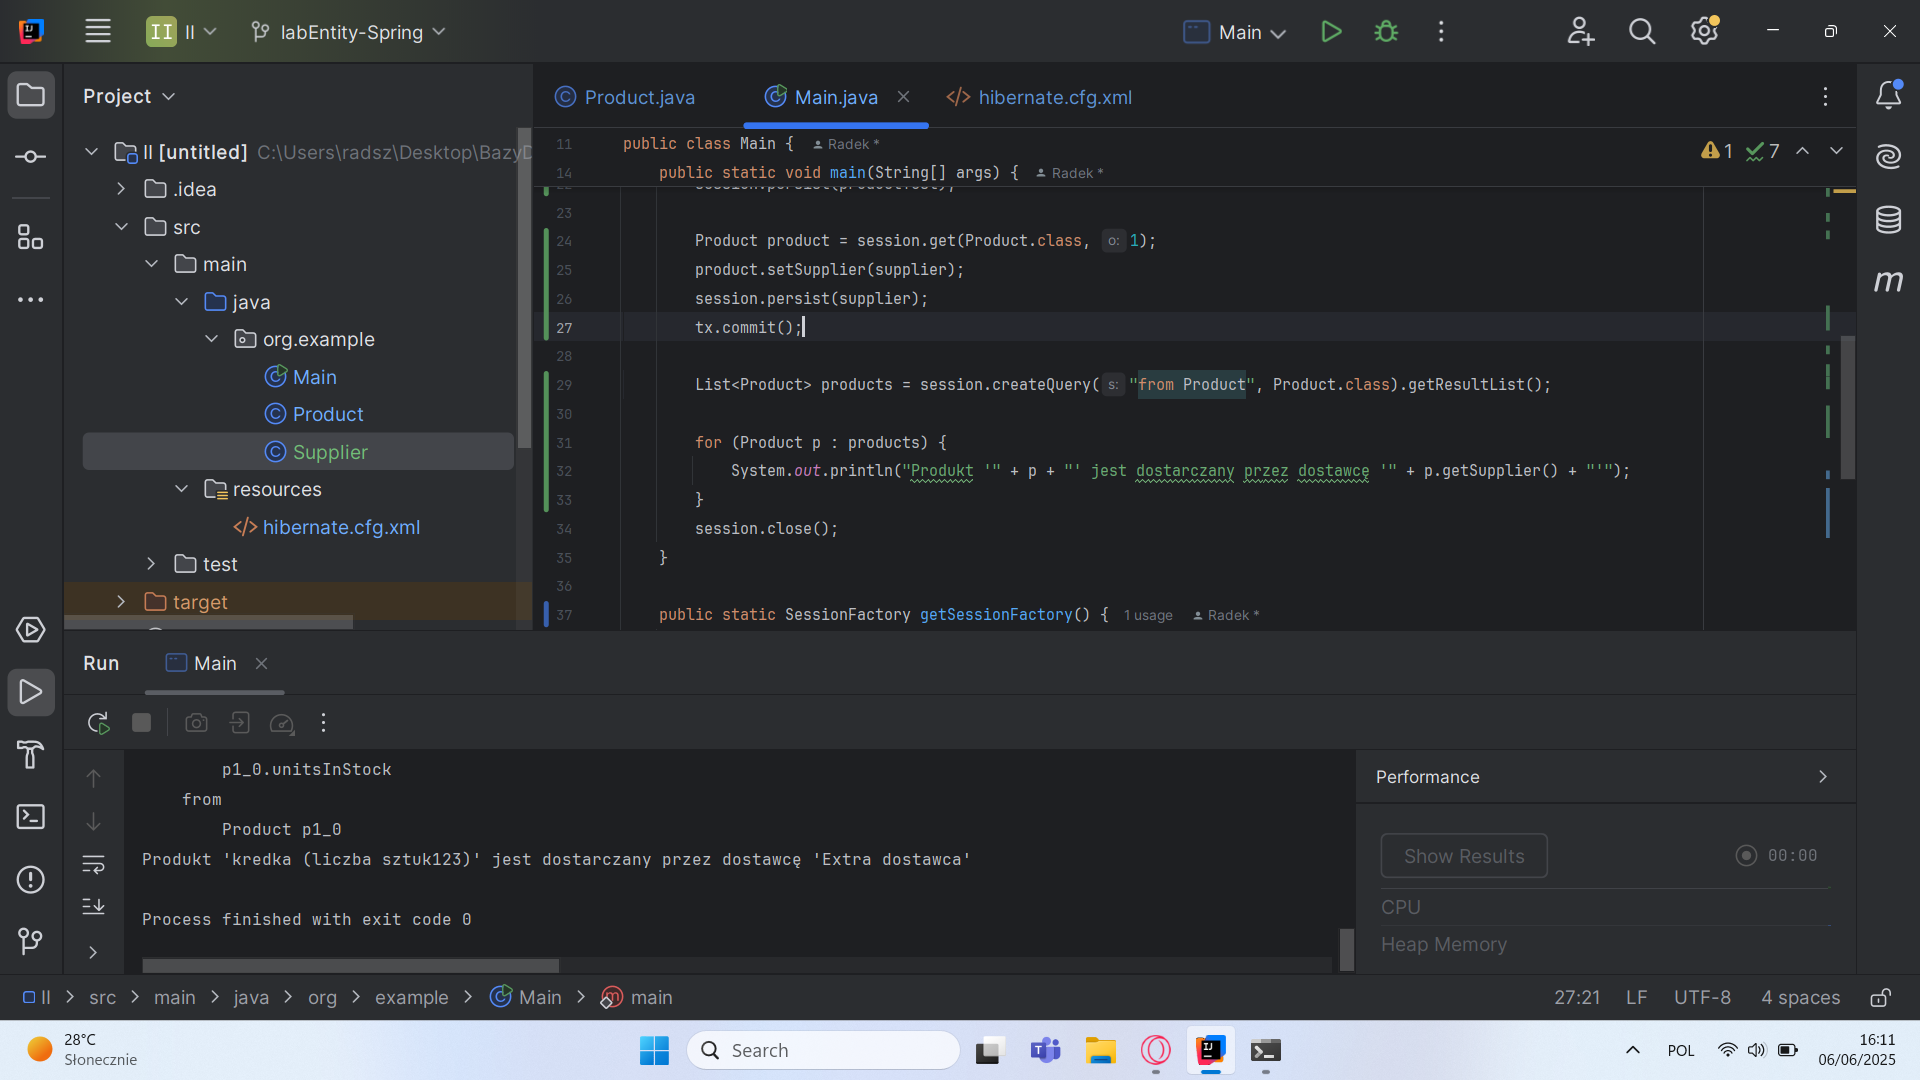 II II labEntity-Spring Main
Project
Product.java Main.java hibernate.cfg.xml
II [untitled] C:\Users\radsz\Desktop\BazyD
.idea
src
main
java
org.example
Main
Product
Supplier
resources
hibernate.cfg.xml
test
target
1 7
11 public class Main { Radek *
14 public static void main(String[] args) { Radek *
session.persist(productTest);
23
24 Product product = session.get(Product.class, o: 1);
25 product.setSupplier(supplier);
26 session.persist(supplier);
27 tx.commit();
28
29 List<Product> products = session.createQuery( s: "from Product", Product.class).getResultList();
30
31 for (Product p : products) {
32 System.out.println("Produkt '" + p + "' jest dostarczany przez dostawcę '" + p.getSupplier() + "'");
33 }
34 session.close();
35 }
36
37 public static SessionFactory getSessionFactory() { 1 usage Radek *
Run Main
p1_0.unitsInStock
from
Product p1_0
Produkt 'kredka (liczba sztuk123)' jest dostarczany przez dostawcę 'Extra dostawca'
Process finished with exit code 0
Performance
Show Results 00:00
CPU
Heap Memory
II > src > main > java > org > example > Main > main
27:21 LF UTF-8 4 spaces
28°C
Słonecznie
Search
POL
16:11
06/06/2025